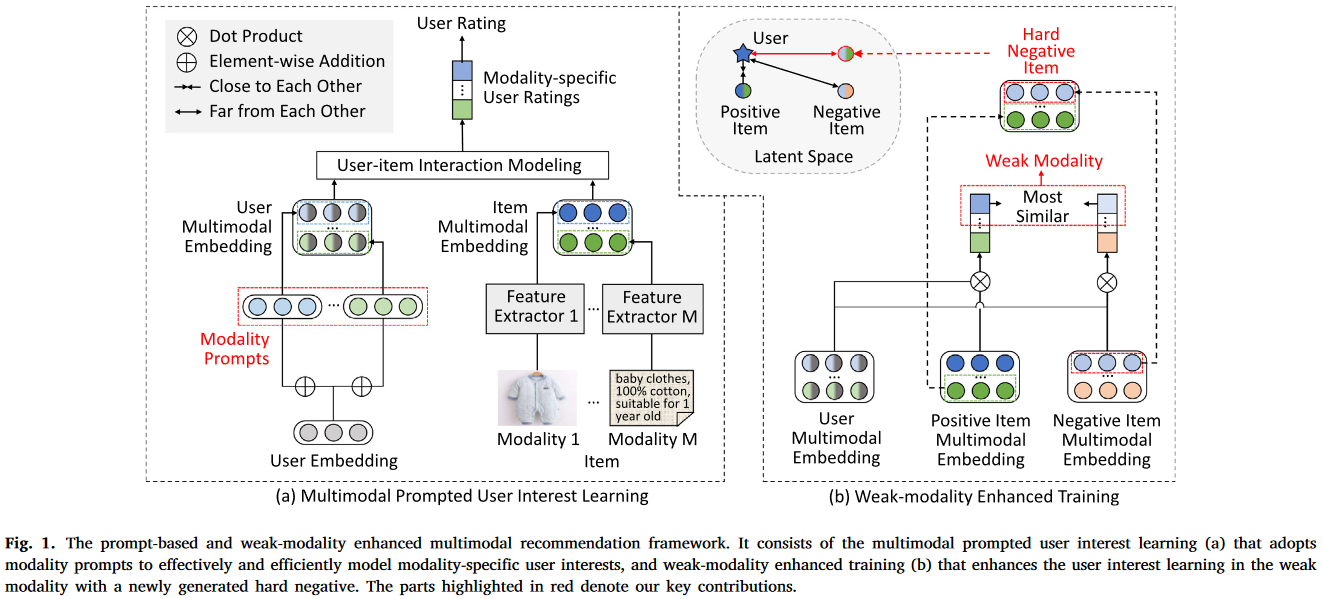 Dot Product
Element-wise Addition
Close to Each Other
Far from Each Other
User Rating
Modality-specific
User Ratings
User-item Interaction Modeling
User
Multimodal
Embedding
Item
Multimodal
Embedding
...
...
...
Modality
Prompts
Feature
Extractor 1
...
Feature
Extractor M
baby clothes,
100% cotton,
suitable for 1
year old
...
Modality 1
Modality M
Item
User Embedding
(a) Multimodal Prompted User Interest Learning
User
Positive
Item
Negative
Item
Latent Space
Hard
Negative
Item
...
Weak Modality
Most
Similar
...
...
...
User
Multimodal
Embedding
Positive Item
Multimodal
Embedding
Negative Item
Multimodal
Embedding
(b) Weak-modality Enhanced Training
Fig. 1. The prompt-based and weak-modality enhanced multimodal recommendation framework. It consists of the multimodal prompted user interest learning (a) that adopts
modality prompts to effectively and efficiently model modality-specific user interests, and weak-modality enhanced training (b) that enhances the user interest learning in the weak
modality with a newly generated hard negative. The parts highlighted in red denote our key contributions.